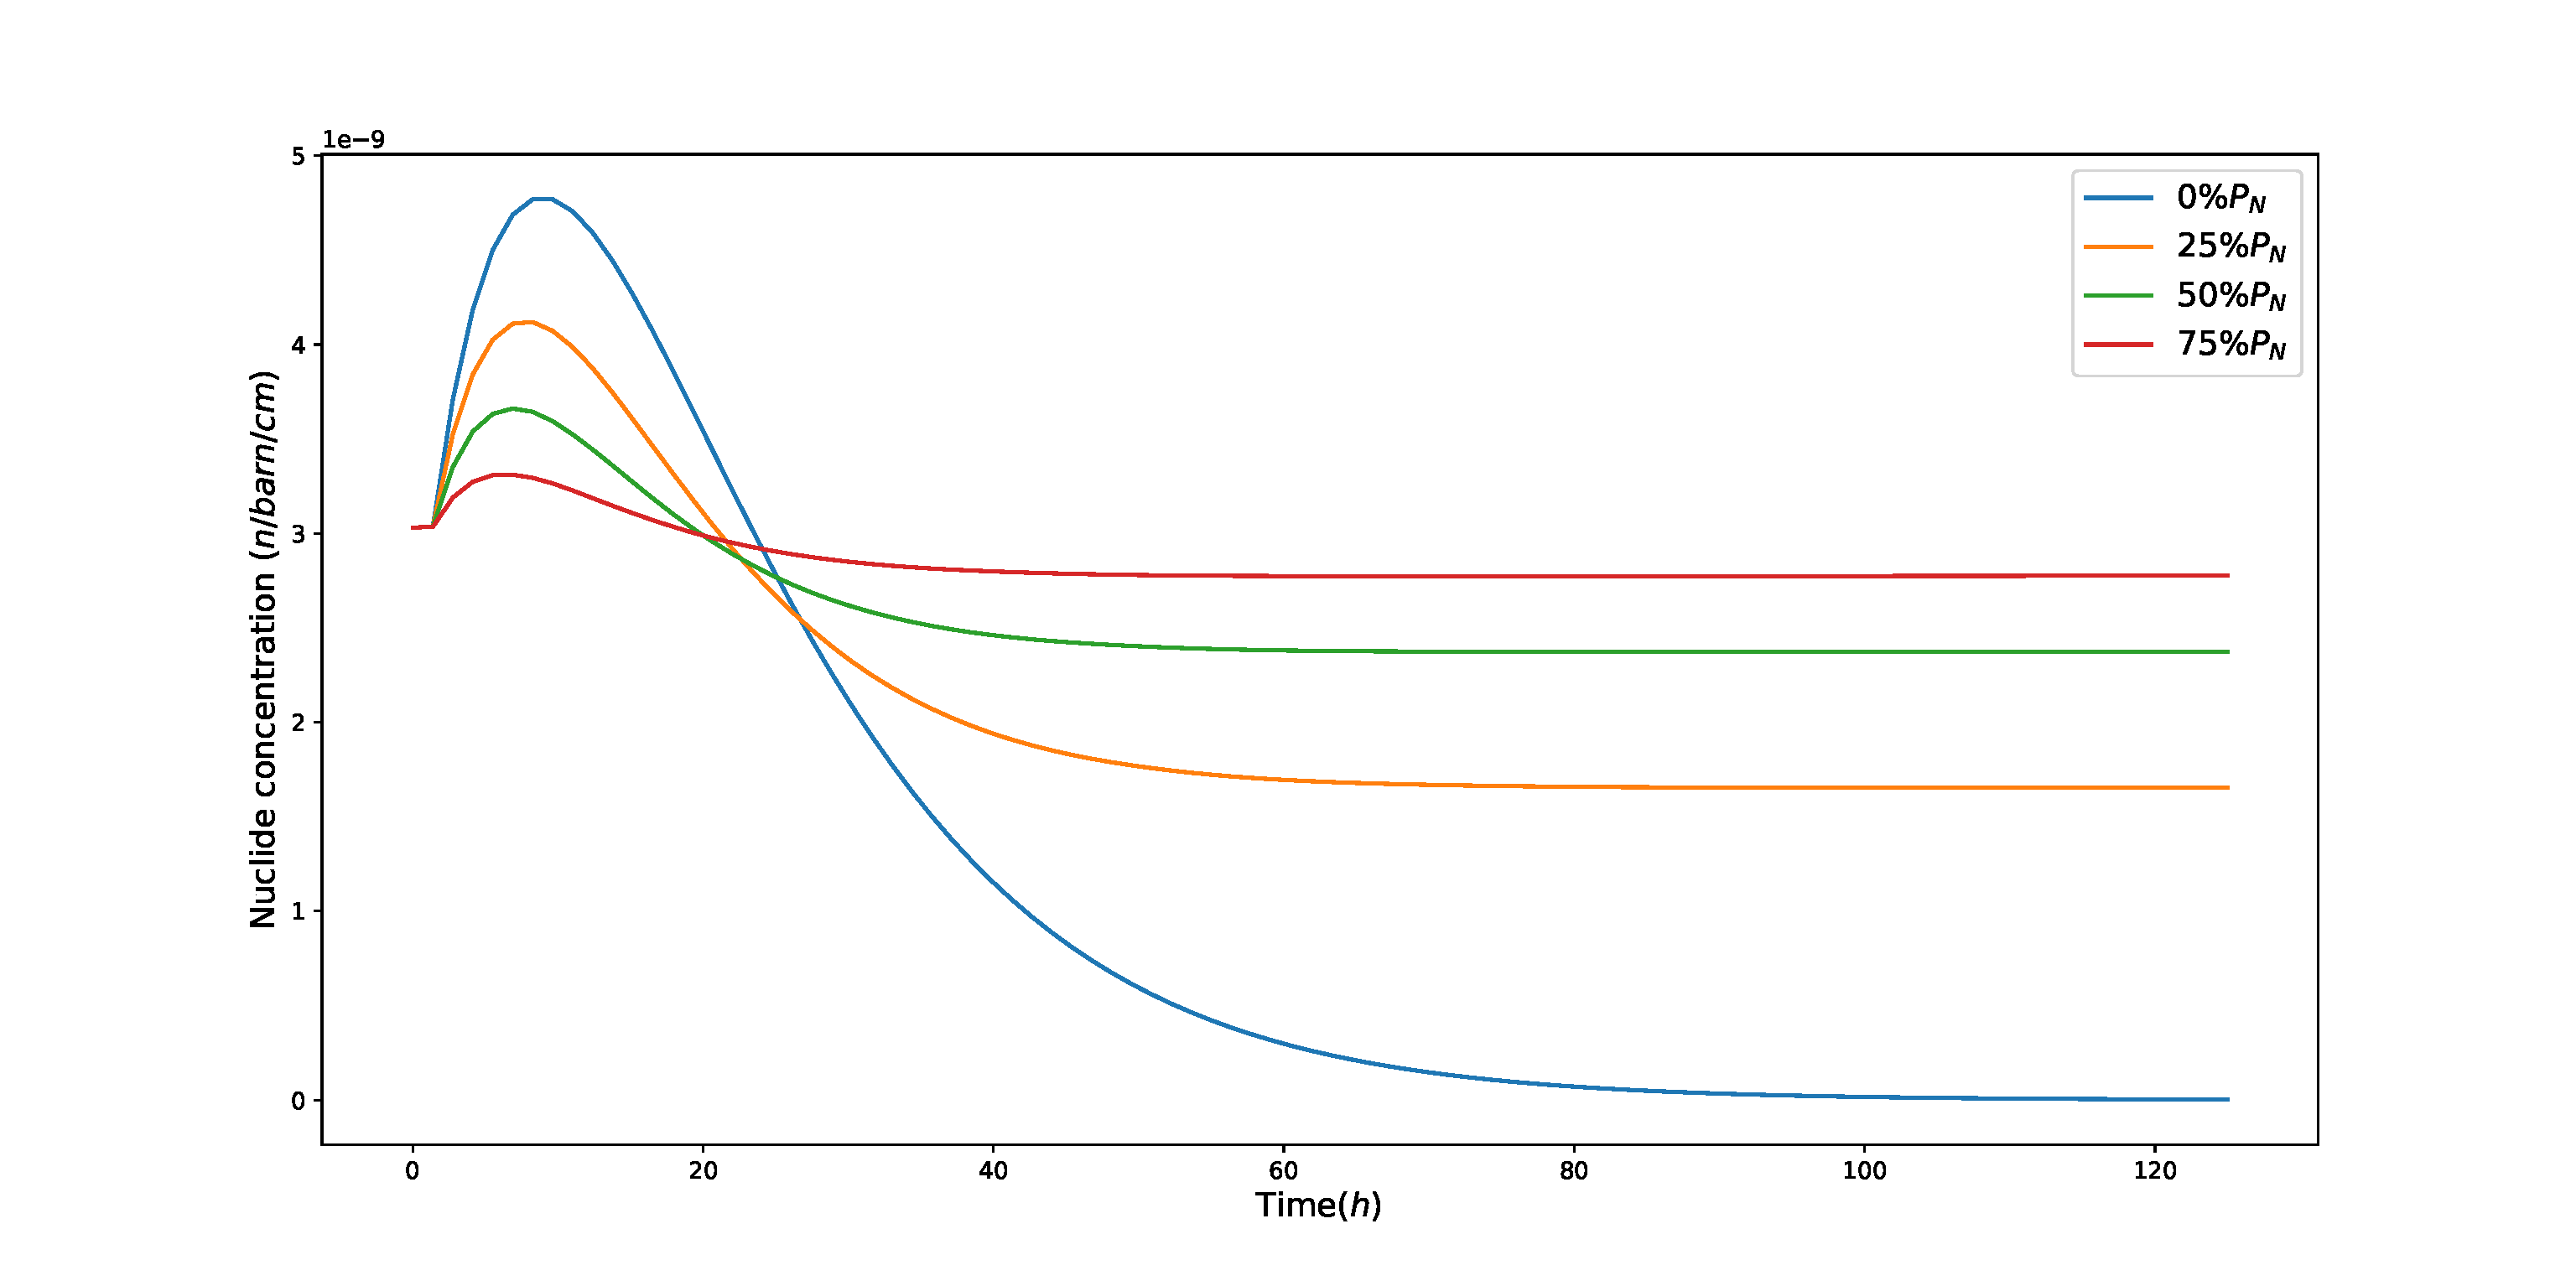 1e−9
5
4
3
2
1
0
Nuclide concentration (n/barn/cm)
0%P_N
25%P_N
50%P_N
75%P_N
0 20 40 60 80 100 120
Time(h)